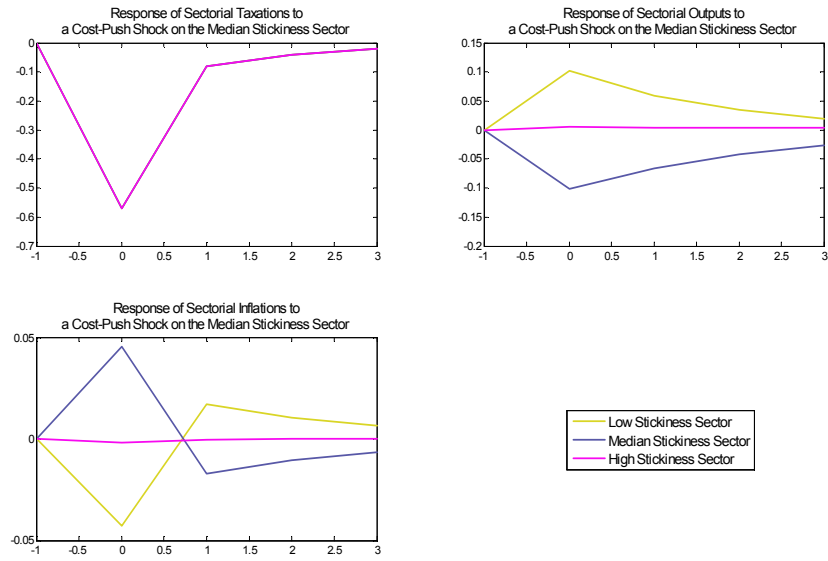 Response of Sectorial Taxations to
a Cost-Push Shock on the Median Stickiness Sector
0
-0.1
-0.2
-0.3
-0.4
-0.5
-0.6
-0.7
-1 -0.5 0 0.5 1 1.5 2 2.5 3
Response of Sectorial Outputs to
a Cost-Push Shock on the Median Stickiness Sector
0.15
0.1
0.05
0
-0.05
-0.1
-0.15
-0.2
-1 -0.5 0 0.5 1 1.5 2 2.5 3
Response of Sectorial Inflations to
a Cost-Push Shock on the Median Stickiness Sector
0.05
0
-0.05
-1 -0.5 0 0.5 1 1.5 2 2.5 3
Low Stickiness Sector
Median Stickiness Sector
High Stickiness Sector